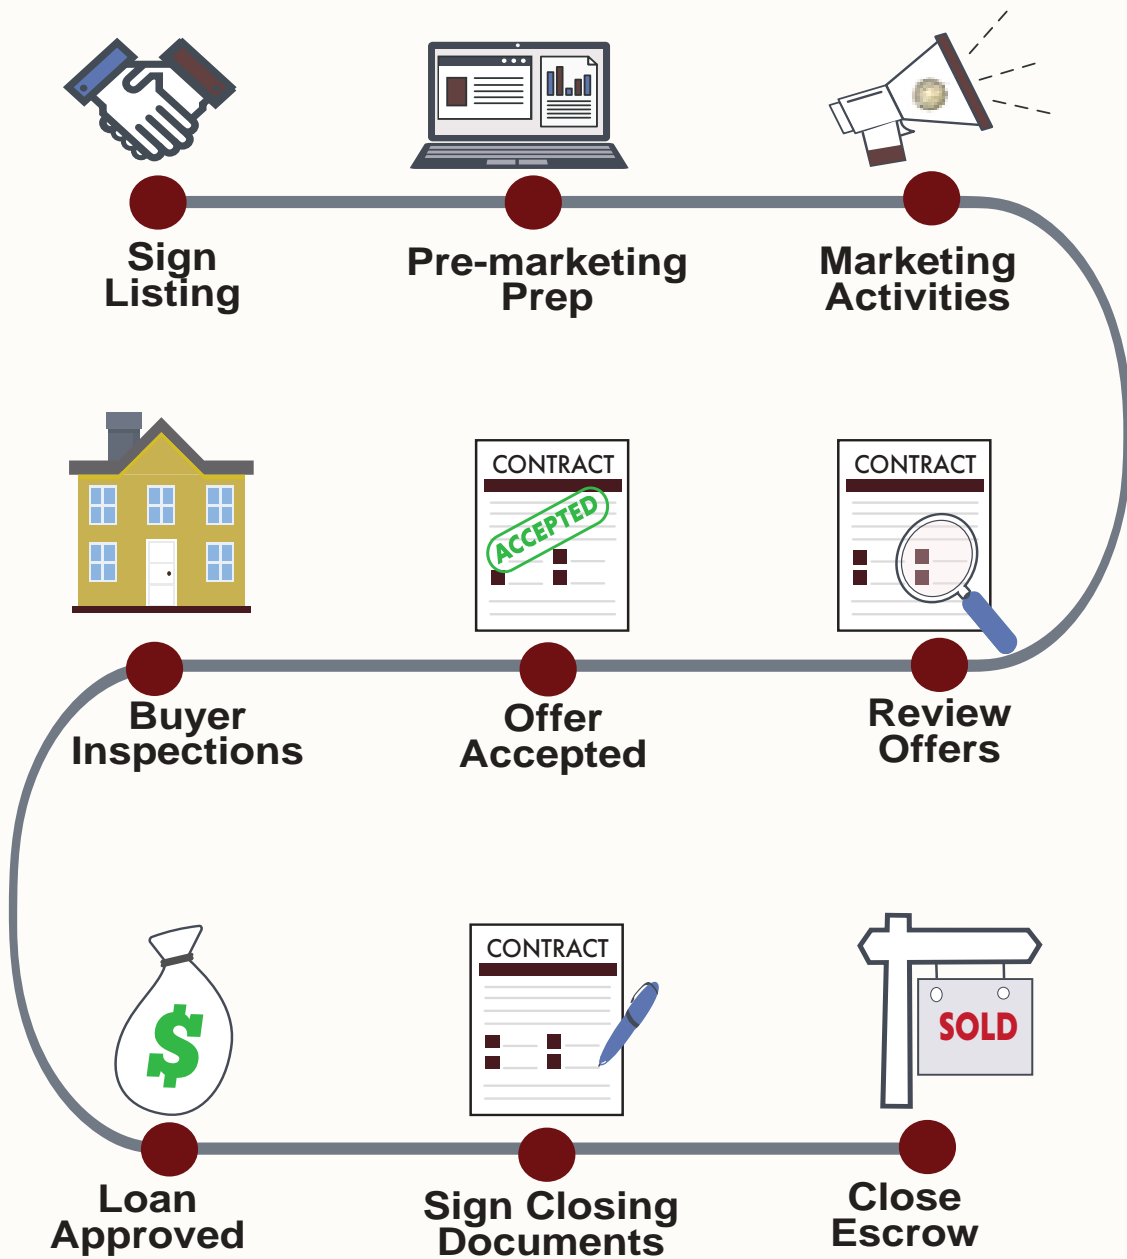 Sign
Listing
Pre-marketing
Prep
Marketing
Activities
CONTRACT
Review
Offers
CONTRACT
ACCEPTED
Offer
Accepted
Buyer
Inspections
$
Loan
Approved
CONTRACT
Sign Closing
Documents
SOLD
Close
Escrow